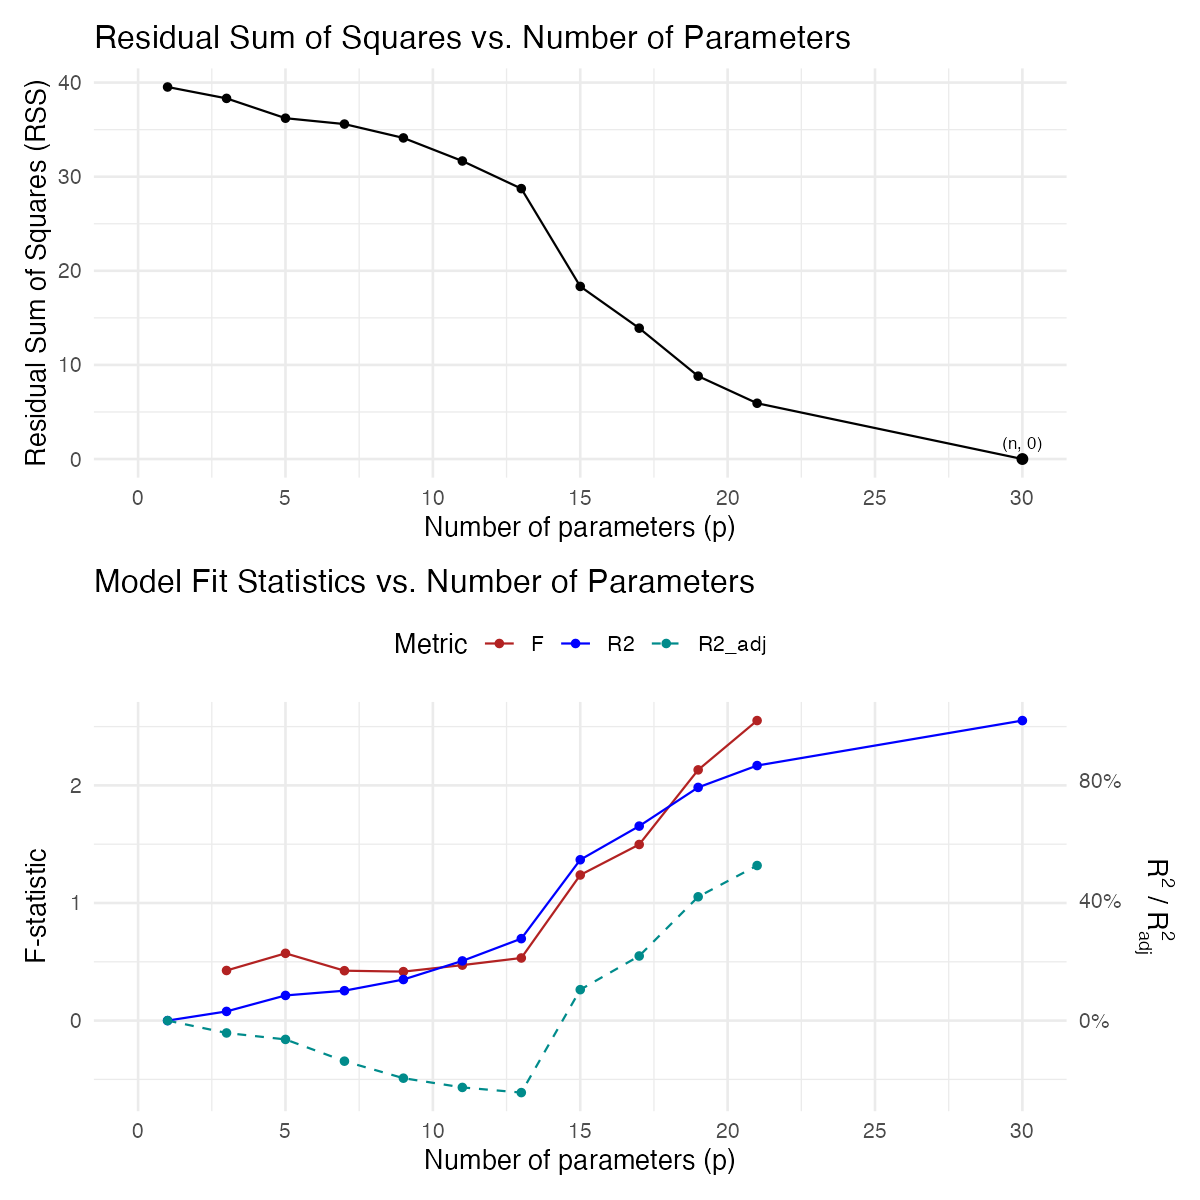 Residual Sum of Squares vs. Number of Parameters
Residual Sum of Squares (RSS)
40
30
20
10
0
(n, 0)
0 5 10 15 20 25 30
Number of parameters (p)
Model Fit Statistics vs. Number of Parameters
Metric F R2 R2_adj
F-statistic
2
1
0
80%
40%
0%
R² / R²adj
0 5 10 15 20 25 30
Number of parameters (p)